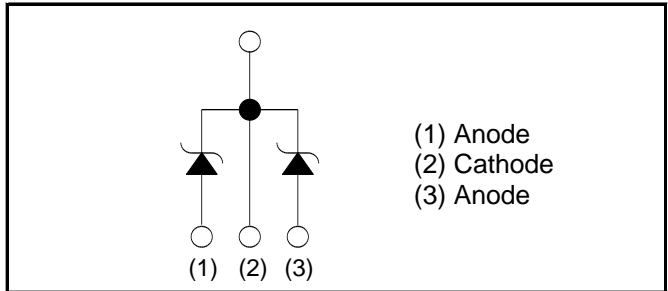 (1) Anode
(2) Cathode
(3) Anode
(1) (2) (3)